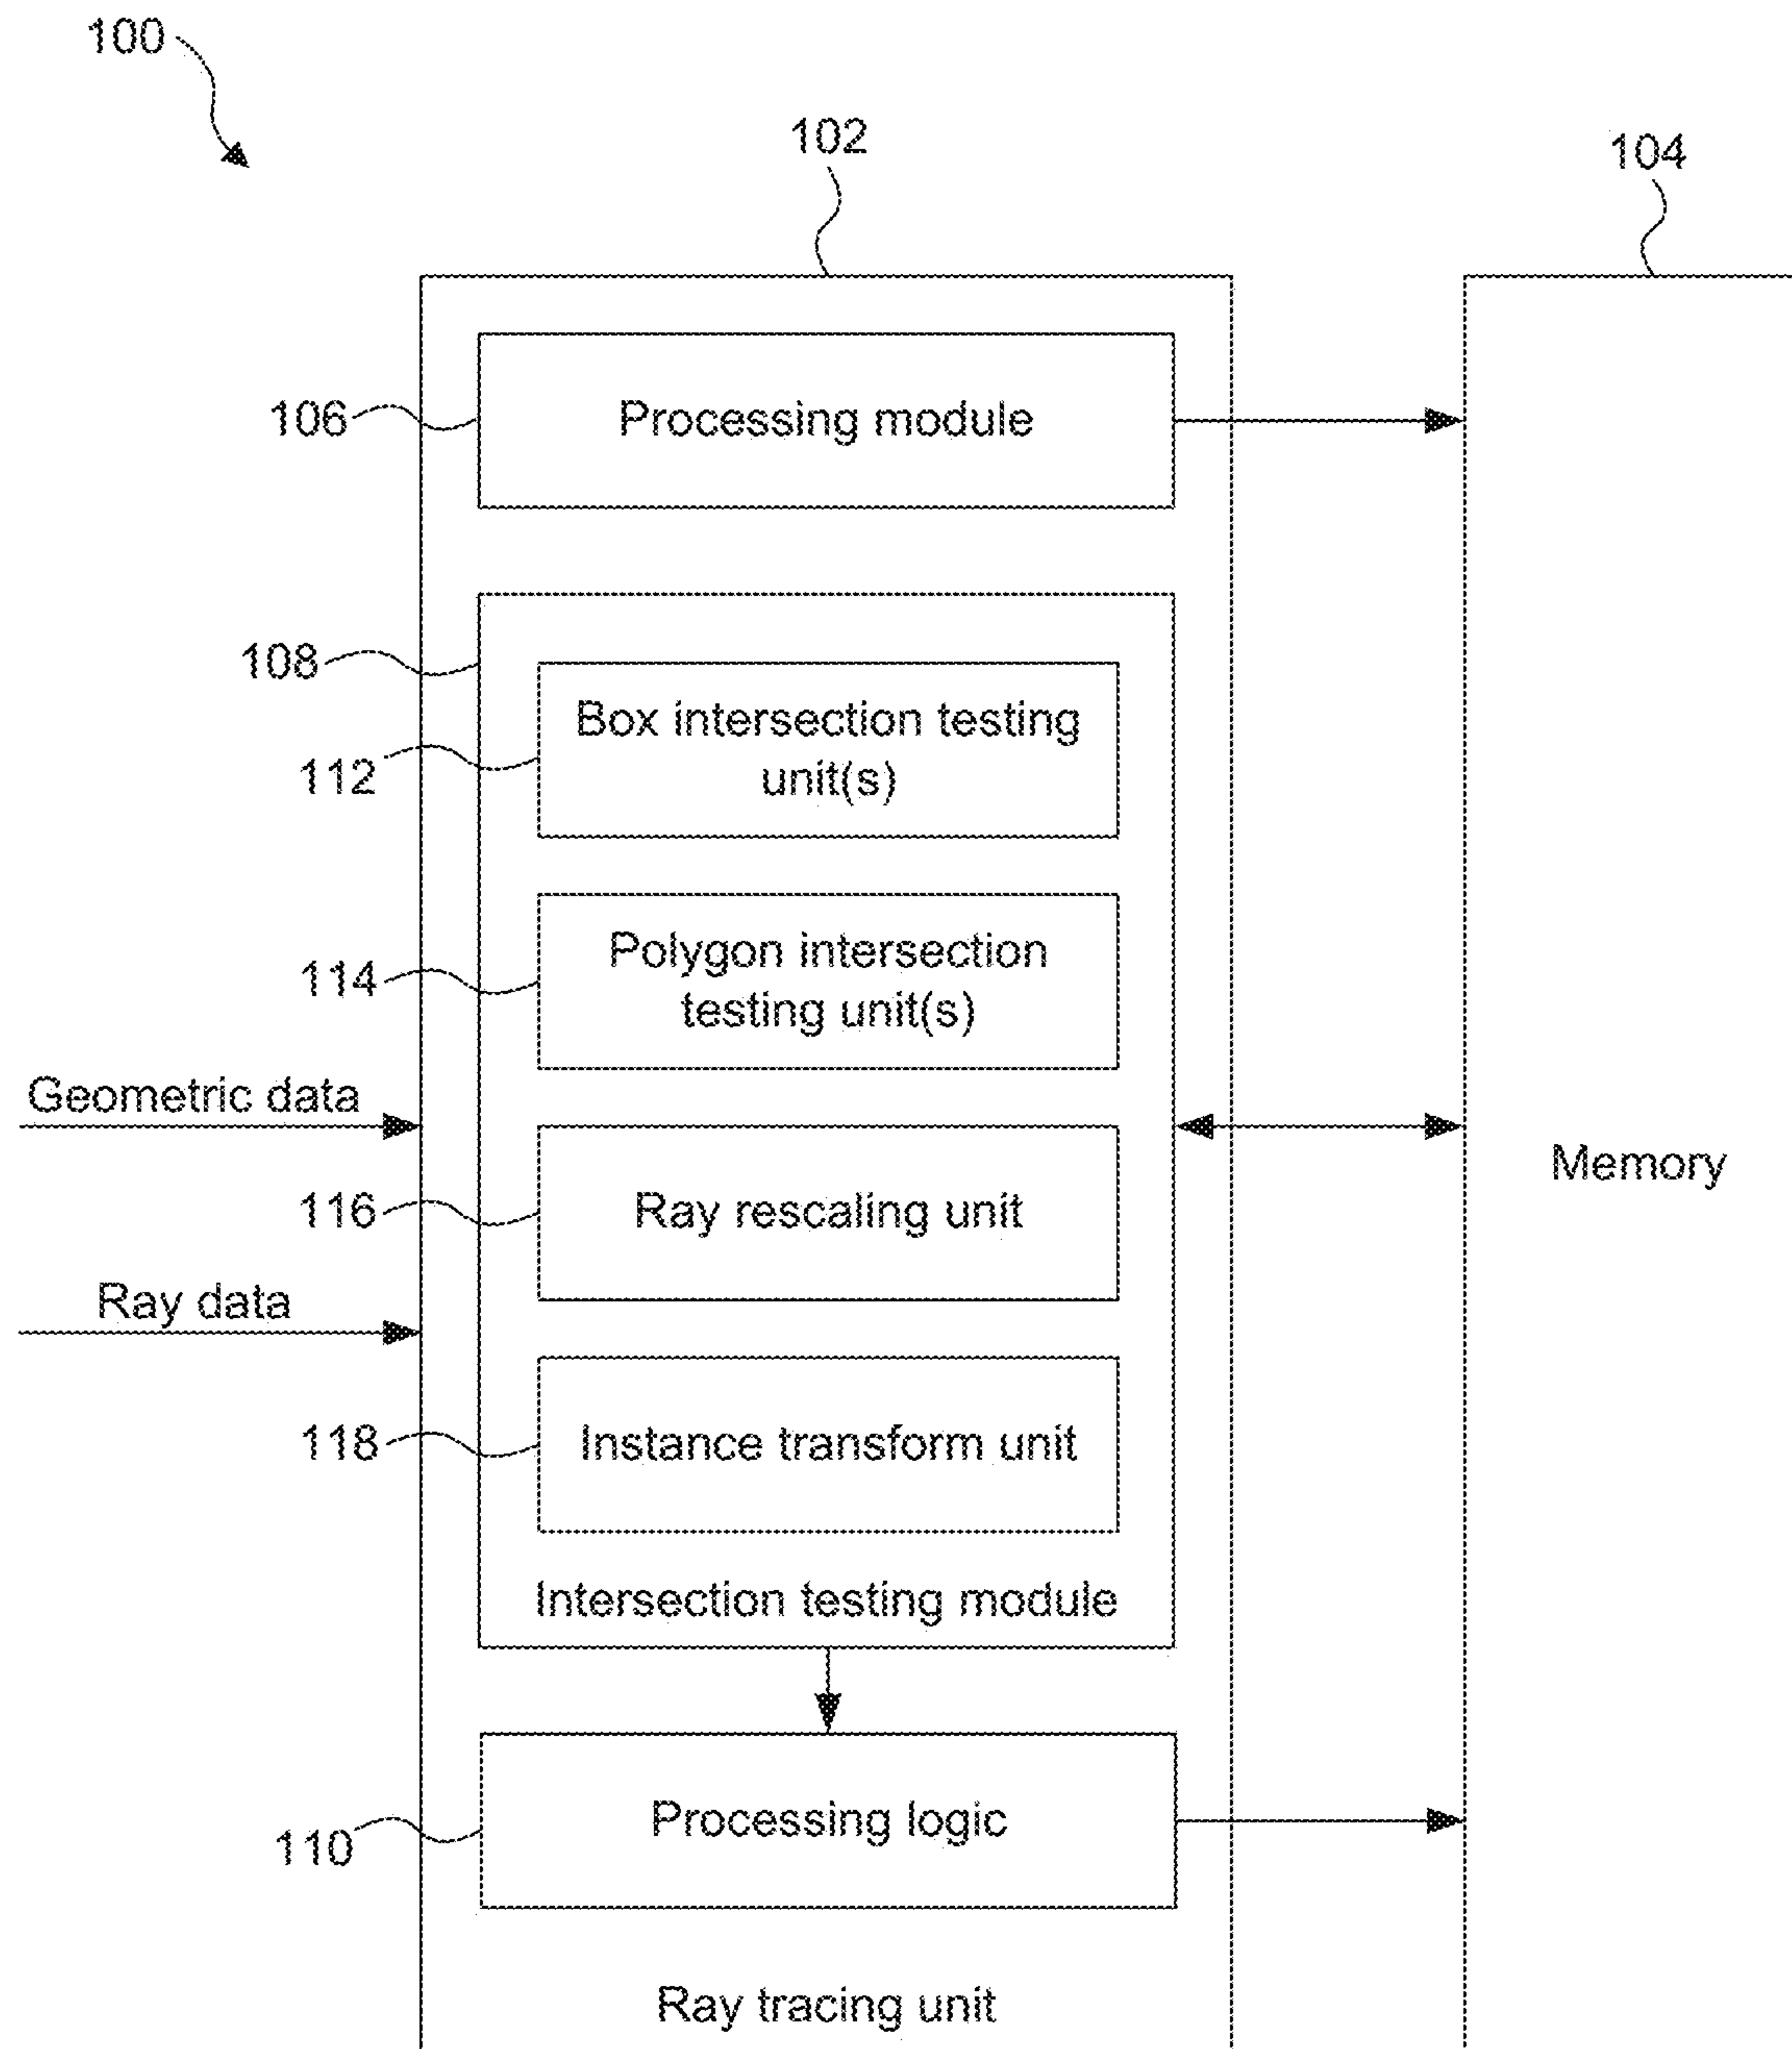 100
102
104
106
Processing module
108
Box intersection testing
unit(s)
112
Polygon intersection
testing unit(s)
114
Geometric data
116
Ray rescaling unit
Memory
Ray data
118
Instance transform unit
Intersection testing module
Processing logic
110
Ray tracing unit